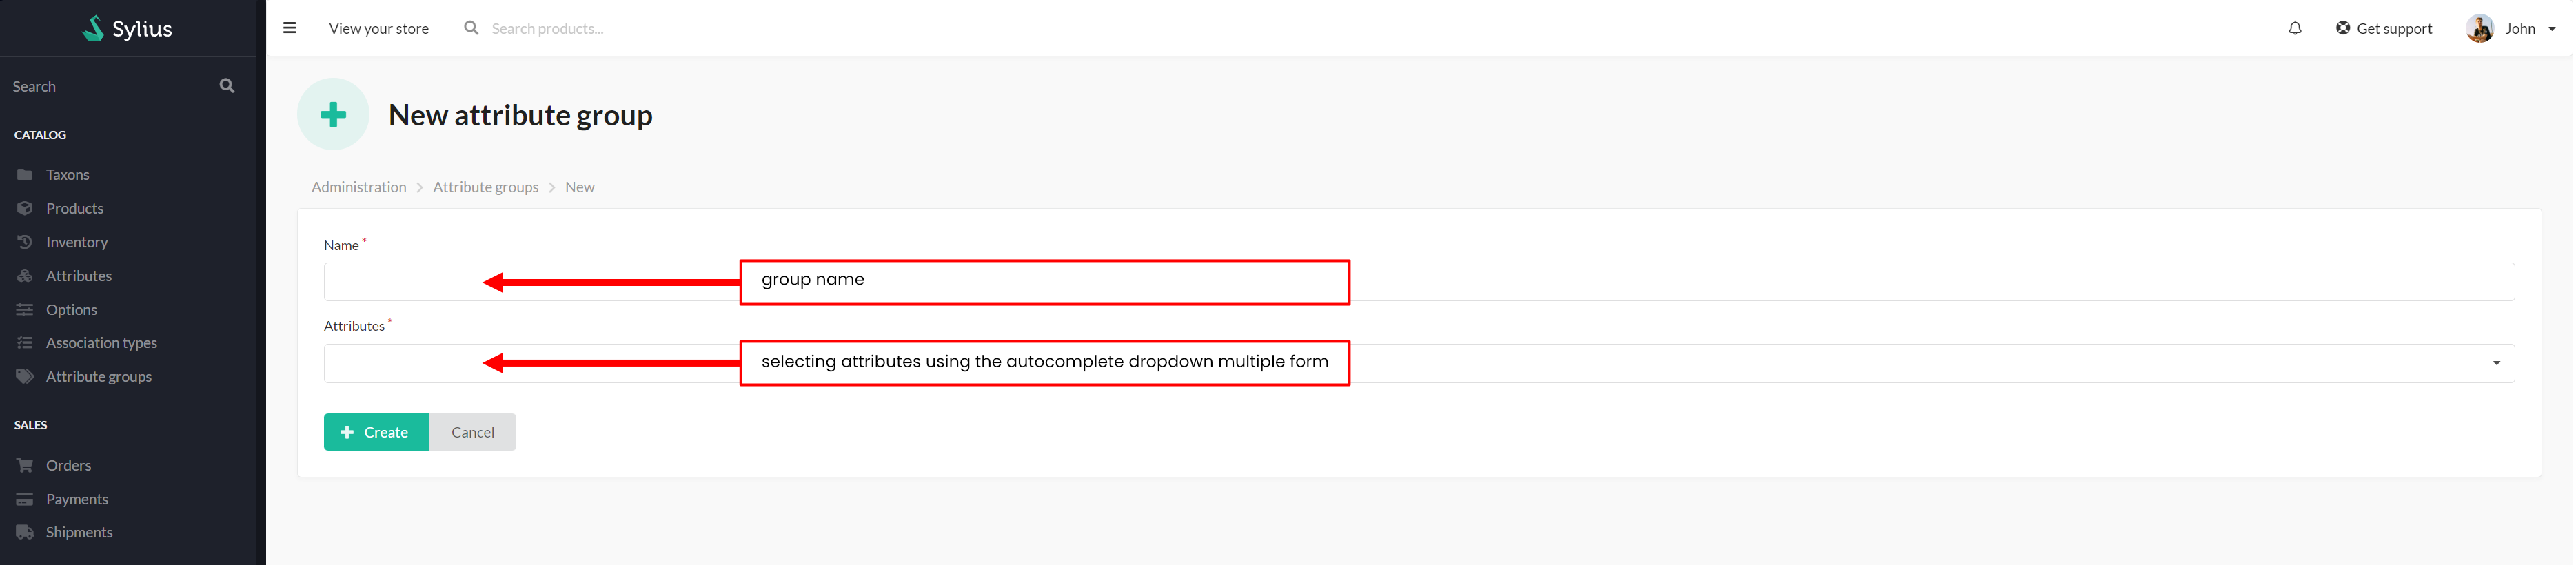 Sylius
View your store
Search products...
Get support
John
Search
New attribute group
CATALOG
Taxons
Products
Inventory
Attributes
Options
Association types
Attribute groups
SALES
Orders
Payments
Shipments
Administration > Attribute groups > New
Name *
group name
Attributes *
selecting attributes using the autocomplete dropdown multiple form
Create
Cancel